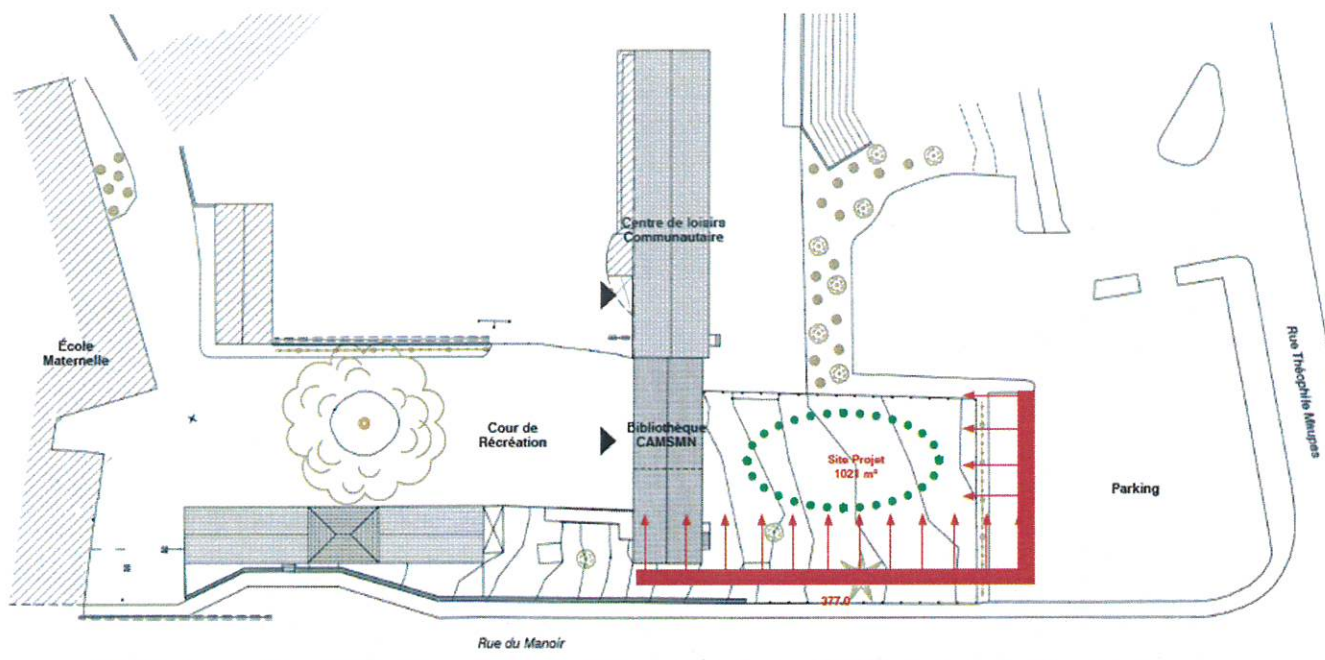 Centre de loisirs
Communautaire
École
Maternelle
Cour de
Récréation
Bibliothèque
CAMSMN
Site Projet
1021 m²
Parking
Rue Théophile Maupas
377.0
Rue du Manoir